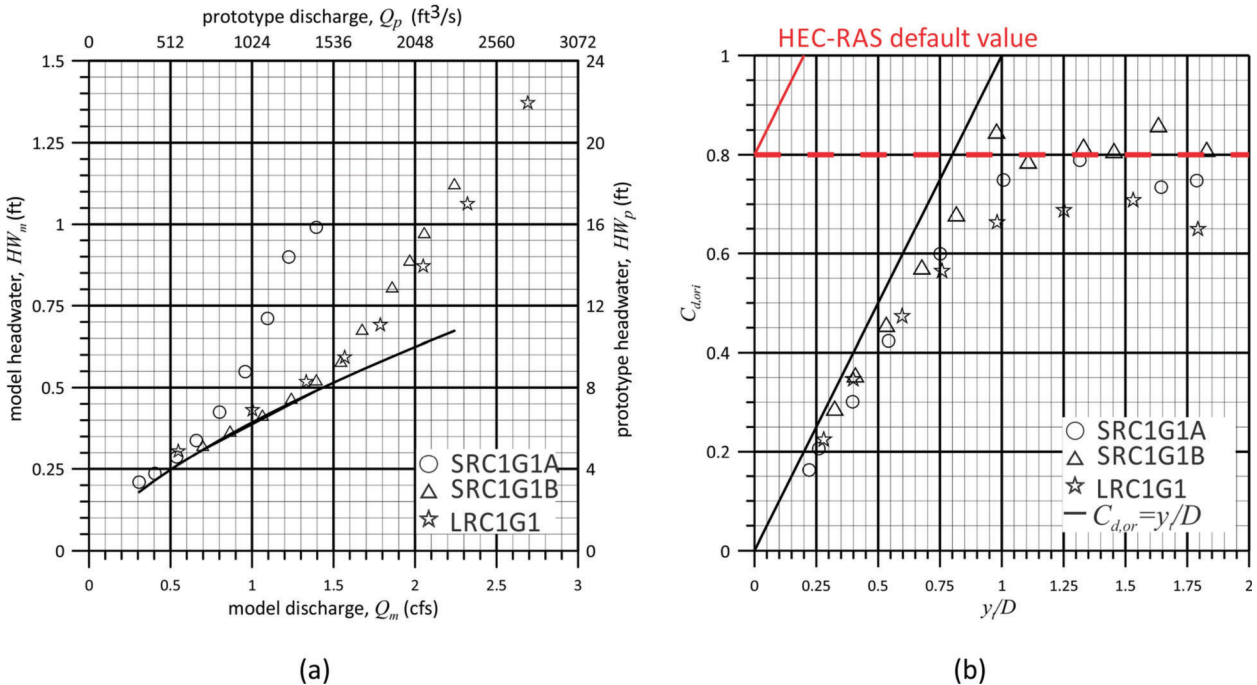 prototype discharge, Qp (ft3/s)
0 512 1024 1536 2048 2560 3072
1.5 24
1.25 20
1 16
0.75 12
0.5 8
0.25 4
0 0
model headwater, HWm (ft)
prototype headwater, HWp (ft)
SRC1G1A
SRC1G1B
LRC1G1
0 0.5 1 1.5 2 2.5 3
model discharge, Qm (cfs)
(a)
HEC-RAS default value
1
0.8
0.6
0.4
0.2
0
Cd,ori
SRC1G1A
SRC1G1B
LRC1G1
Cd,or=yt/D
0 0.25 0.5 0.75 1 1.25 1.5 1.75 2
yt/D
(b)